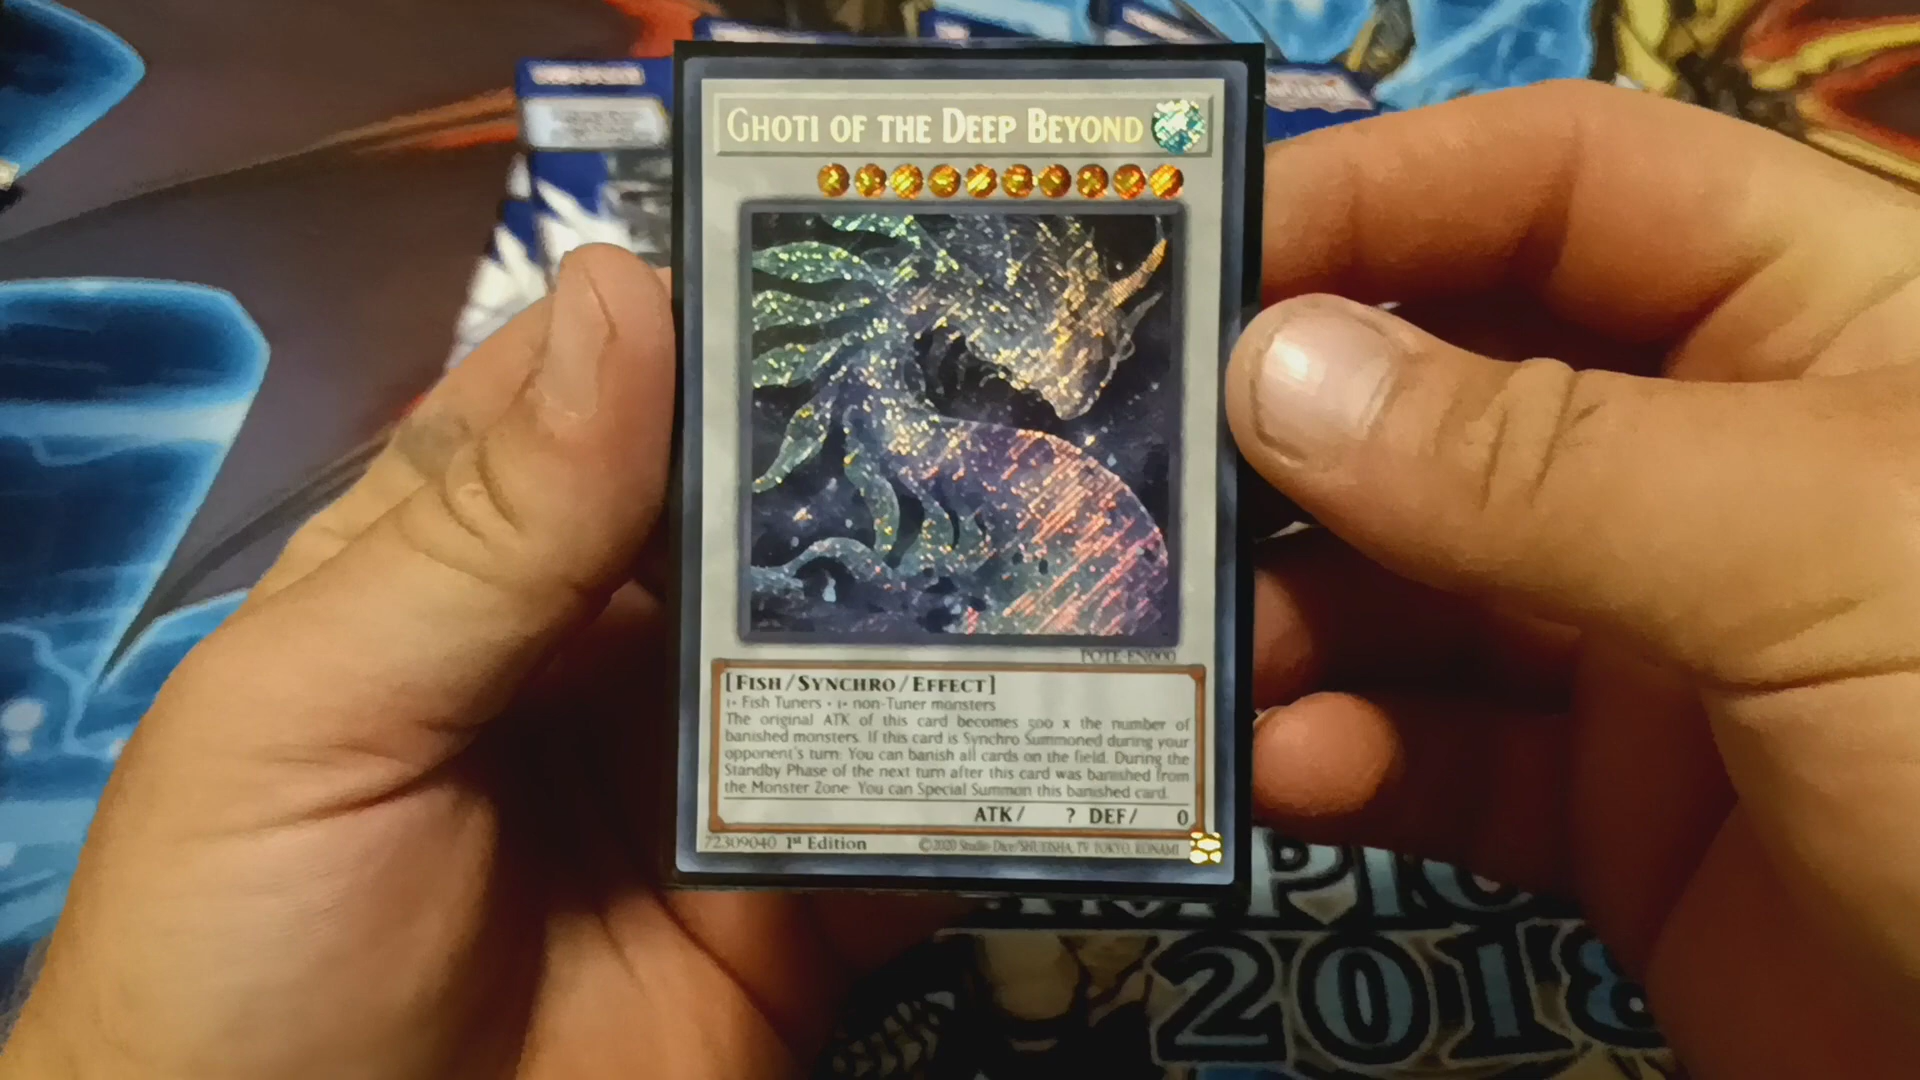 GHOTI OF THE DEEP BEYOND
POTE-EN000
[FISH/SYNCHRO/EFFECT]
1+ Fish Tuners + 1+ non-Tuner monsters
The original ATK of this card becomes 500 x the number of
banished monsters. If this card is Synchro Summoned during your
opponent's turn: You can banish all cards on the field. During the
Standby Phase of the next turn after this card was banished from
the Monster Zone: You can Special Summon this banished card.
ATK/ ? DEF/ 0
72309040 1st Edition ©2020 Studio Dice/SHUEISHA, TV TOKYO, KONAMI
2018